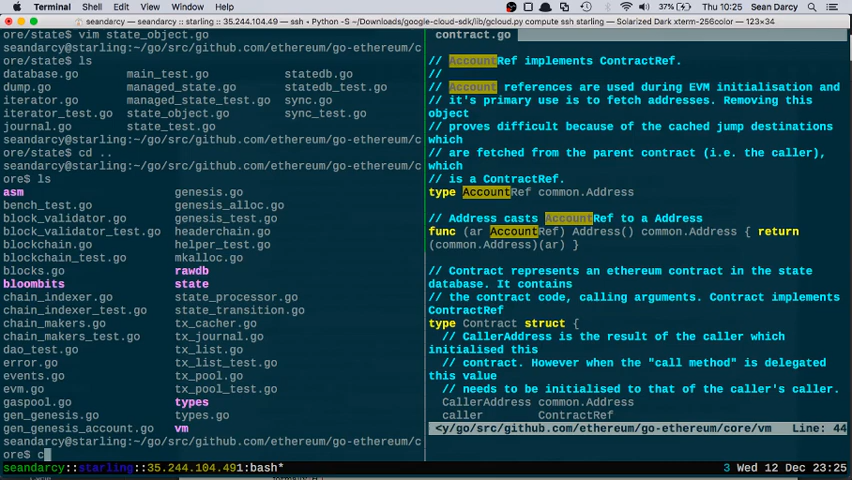 Terminal Shell Edit View Window Help 100% Thu 10:25 Sean Darcy
seandarcy — seandarcy :: starling :: 35.244.104.49 — ssh • Python -S ~/Downloads/google-cloud-sdk/lib/gcloud.py compute ssh starling — Solarized Dark xterm-256color — 123×34
ore/state$ vim state_object.go
seandarcy@starling:~/go/src/github.com/ethereum/go-ethereum/c
ore/state$ ls
database.go main_test.go statedb.go
dump.go managed_state.go statedb_test.go
iterator.go managed_state_test.go sync.go
iterator_test.go state_object.go sync_test.go
journal.go state_test.go
seandarcy@starling:~/go/src/github.com/ethereum/go-ethereum/c
ore/state$ cd ..
seandarcy@starling:~/go/src/github.com/ethereum/go-ethereum/c
ore$ ls
asm genesis.go
bench_test.go genesis_alloc.go
block_validator.go genesis_test.go
block_validator_test.go headerchain.go
blockchain.go helper_test.go
blockchain_test.go mkalloc.go
blocks.go rawdb
bloombits state
chain_indexer.go state_processor.go
chain_indexer_test.go state_transition.go
chain_makers.go tx_cacher.go
chain_makers_test.go tx_journal.go
dao_test.go tx_list.go
error.go tx_list_test.go
events.go tx_pool.go
evm.go tx_pool_test.go
gaspool.go types
gen_genesis.go types.go
gen_genesis_account.go vm
seandarcy@starling:~/go/src/github.com/ethereum/go-ethereum/c
ore$ c
contract.go
// AccountRef implements ContractRef.
//
// Account references are used during EVM initialisation and
// it's primary use is to fetch addresses. Removing this
object
// proves difficult because of the cached jump destinations
which
// are fetched from the parent contract (i.e. the caller),
which
// is a ContractRef.
type AccountRef common.Address
// Address casts AccountRef to a Address
func (ar AccountRef) Address() common.Address { return
(common.Address)(ar) }
// Contract represents an ethereum contract in the state
database. It contains
// the contract code, calling arguments. Contract implements
ContractRef
type Contract struct {
// CallerAddress is the result of the caller which
initialised this
// contract. However when the "call method" is delegated
this value
// needs to be initialised to that of the caller's caller.
CallerAddress common.Address
caller ContractRef
<y/go/src/github.com/ethereum/go-ethereum/core/vm Line: 44
seandarcy::starling::35.244.104.491:bash* 3 Wed 12 Dec 23:25